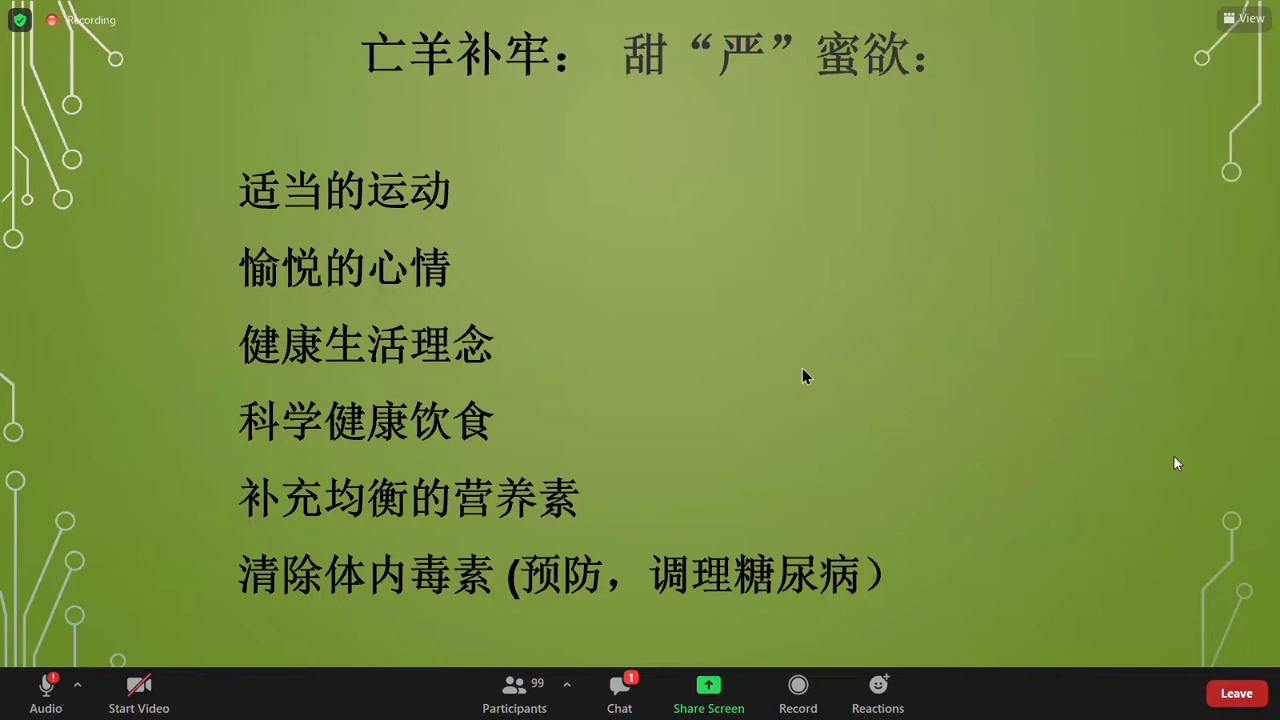 Recording
View
亡羊补牢： 甜“严”蜜欲：
适当的运动
愉悦的心情
健康生活理念
科学健康饮食
补充均衡的营养素
清除体内毒素 (预防，调理糖尿病）
99
1
Audio
Start Video
Participants
Chat
Share Screen
Record
Reactions
Leave